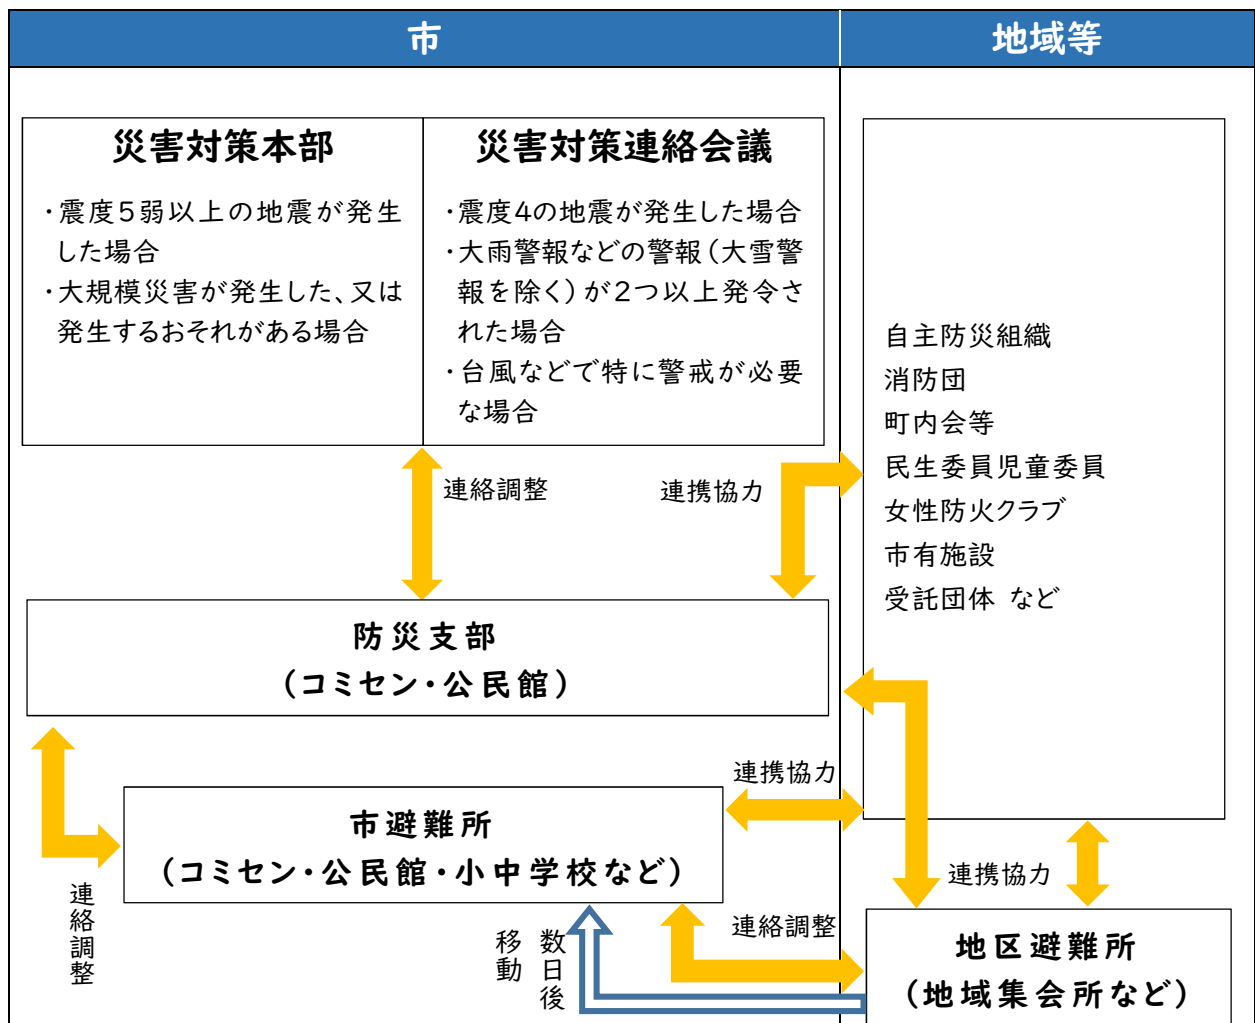 市
地域等
災害対策本部
・震度5弱以上の地震が発生
した場合
・大規模災害が発生した、又は
発生するおそれがある場合
災害対策連絡会議
・震度4の地震が発生した場合
・大雨警報などの警報（大雪警
報を除く）が2つ以上発令さ
れた場合
・台風などで特に警戒が必要
な場合
自主防災組織
消防団
町内会等
民生委員児童委員
女性防火クラブ
市有施設
受託団体 など
連絡調整
連携協力
防災支部
（コミセン・公民館）
連携協力
市避難所
（コミセン・公民館・小中学校など）
連絡調整
連携協力
数日後
移動
連絡調整
地区避難所
（地域集会所など）